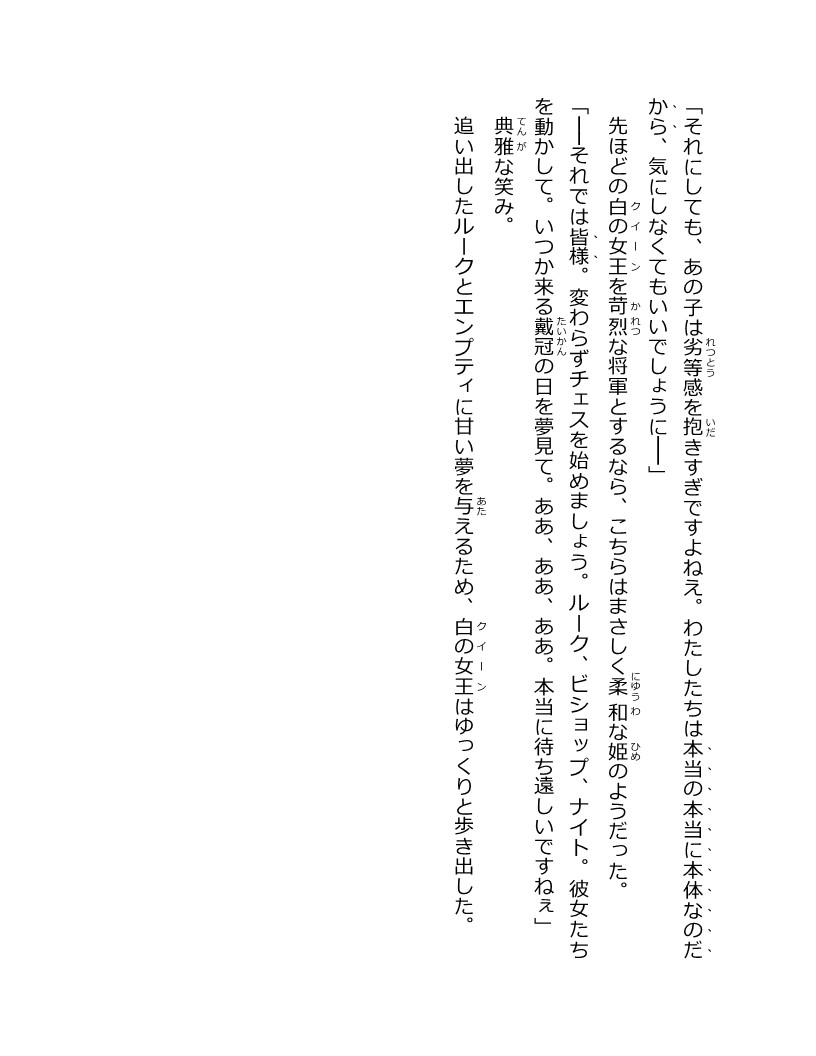 「それにしても、あの子は劣等感を抱きすぎですよねえ。わたしたちは本当の本当に本体なのだ
から、気にしなくてもいいでしょうに――」
先ほどの白の女王を苛烈な将軍とするなら、こちらはまさしく柔和な姫のようだった。
「――それでは皆様。変わらずチェスを始めましょう。ルーク、ビショップ、ナイト。彼女たち
を動かして。いつか来る戴冠の日を夢見て。ああ、ああ、ああ。本当に待ち遠しいですねぇ」
典雅な笑み。
追い出したルークとエンプティに甘い夢を与えるため、白の女王はゆっくりと歩き出した。